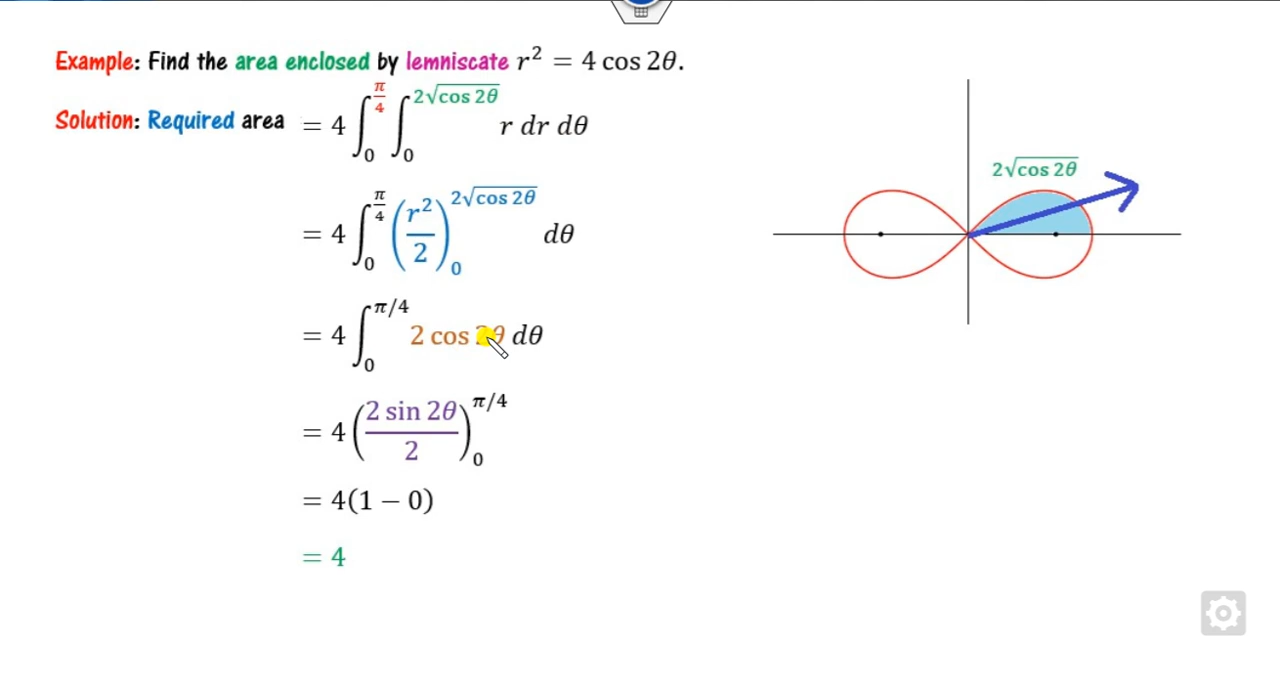 Example: Find the area enclosed by lemniscate r² = 4 cos 2θ.
Solution: Required area = 4 ∫₀^(π/4) ∫₀^(2√(cos 2θ)) r dr dθ
2√(cos 2θ)
= 4 ∫₀^(π/4) (r²/2)₀^(2√(cos 2θ)) dθ
= 4 ∫₀^(π/4) 2 cos 2θ dθ
= 4 (2 sin 2θ / 2)₀^(π/4)
= 4(1 − 0)
= 4